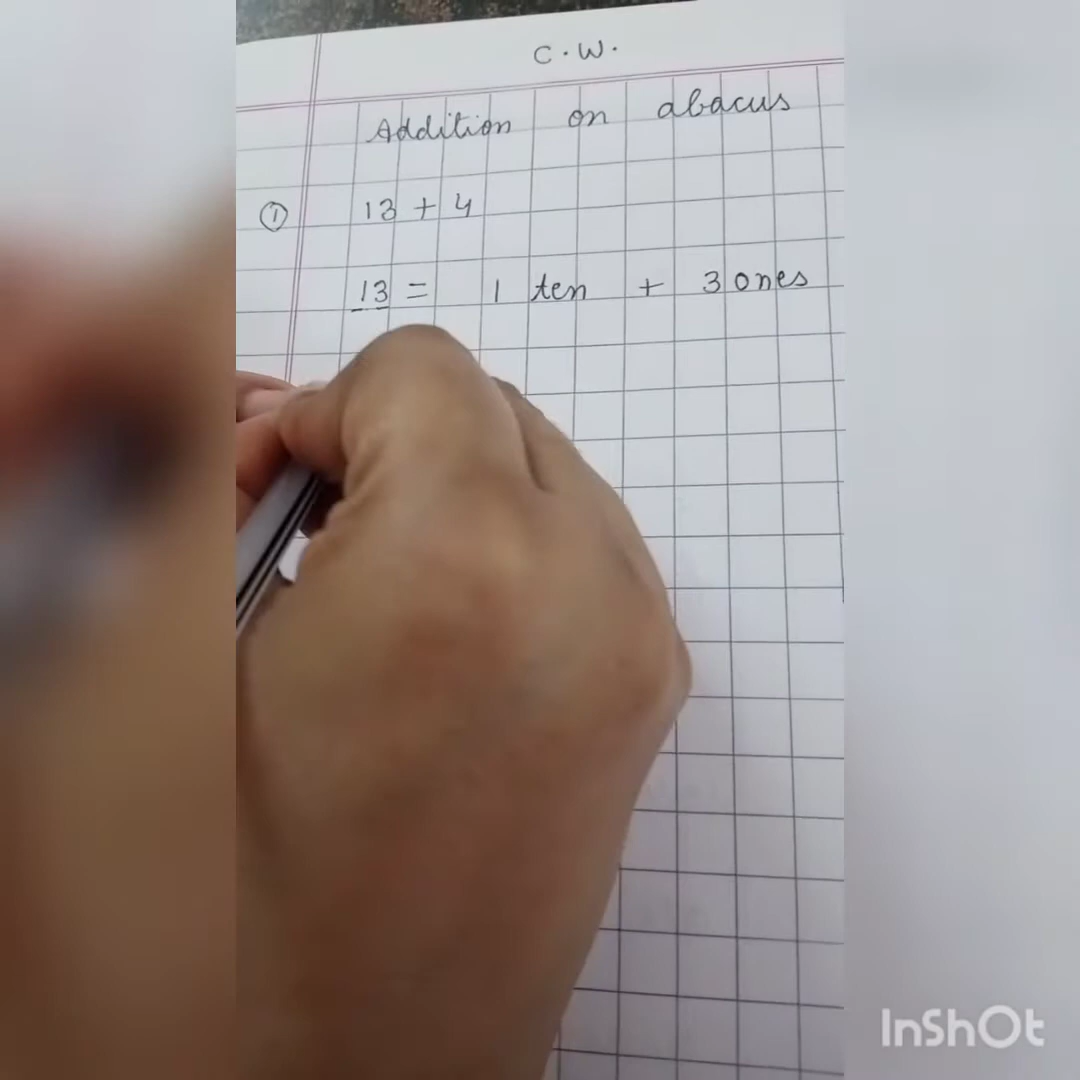 C.W.
Addition on abacus
① 13 + 4
13 = 1 ten + 3 ones
InShOt